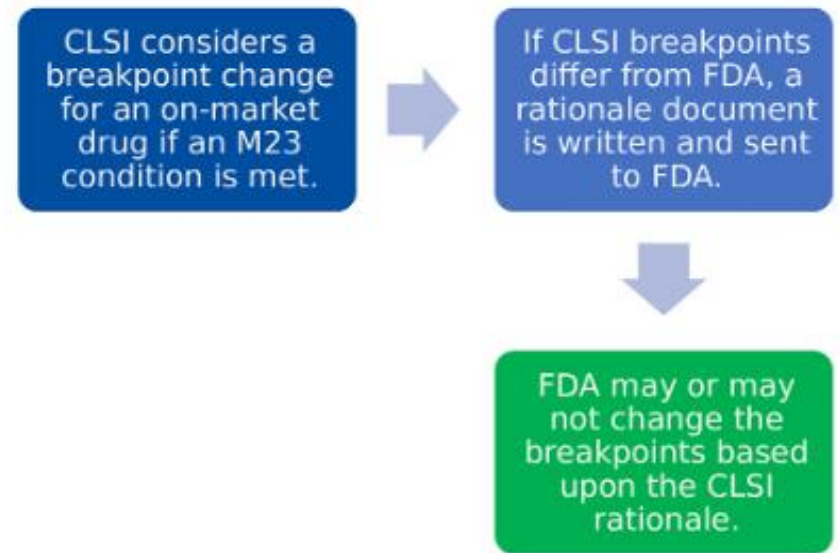 CLSI considers a
breakpoint change
for an on-market
drug if an M23
condition is met.
If CLSI breakpoints
differ from FDA, a
rationale document
is written and sent
to FDA.
FDA may or may
not change the
breakpoints based
upon the CLSI
rationale.